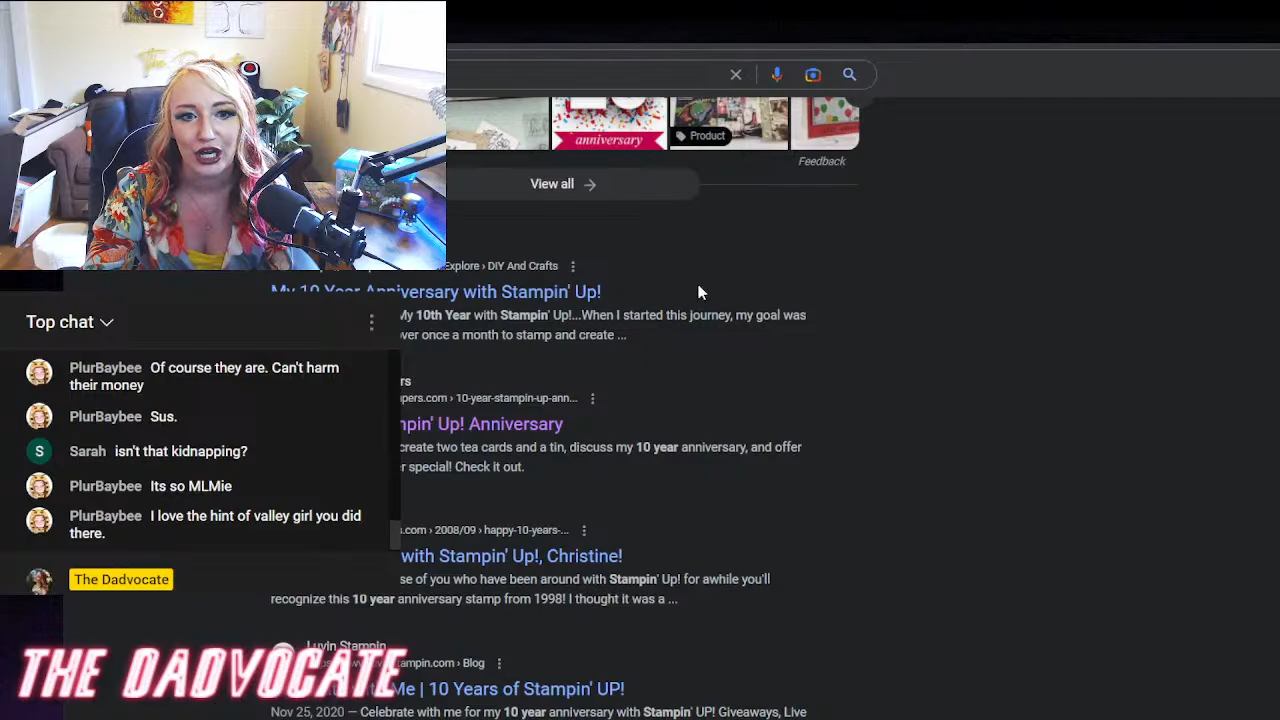 anniversary
Product
Feedback
View all
Explore › DIY And Crafts
My 10 Year Anniversary with Stampin' Up!
My 10th Year with Stampin' Up!...When I started this journey, my goal was
over once a month to stamp and create ...
rs
pers.com › 10-year-stampin-up-ann...
npin' Up! Anniversary
create two tea cards and a tin, discuss my 10 year anniversary, and offer
r special! Check it out.
s.com › 2008/09 › happy-10-years-...
with Stampin' Up!, Christine!
se of you who have been around with Stampin' Up! for awhile you'll
recognize this 10 year anniversary stamp from 1998! I thought it was a ...
Luvin Stampin
stampin.com › Blog
Me | 10 Years of Stampin' UP!
Nov 25, 2020 — Celebrate with me for my 10 year anniversary with Stampin' UP! Giveaways, Live
Top chat
PlurBaybee Of course they are. Can't harm
their money
PlurBaybee Sus.
S
Sarah isn't that kidnapping?
PlurBaybee Its so MLMie
PlurBaybee I love the hint of valley girl you did
there.
The Dadvocate
THE DADVOCATE